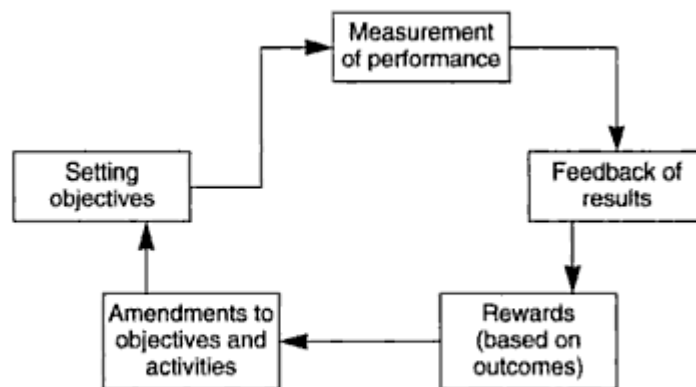 Measurement
of performance
Setting
objectives
Feedback of
results
Amendments to
objectives and
activities
Rewards
(based on
outcomes)